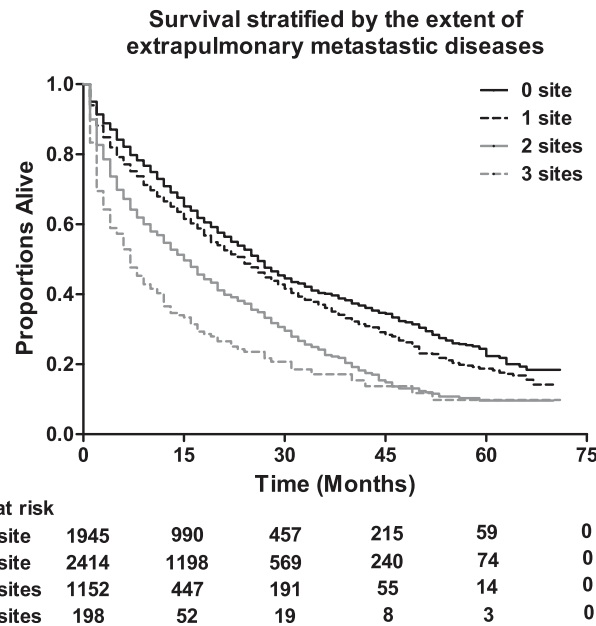 Survival stratified by the extent of
extrapulmonary metastastic diseases
0 site
1 site
2 sites
3 sites
Proportions Alive
1.0
0.8
0.6
0.4
0.2
0.0
0 15 30 45 60 75
Time (Months)
at risk
site 1945 990 457 215 59 0
site 2414 1198 569 240 74 0
sites 1152 447 191 55 14 0
sites 198 52 19 8 3 0